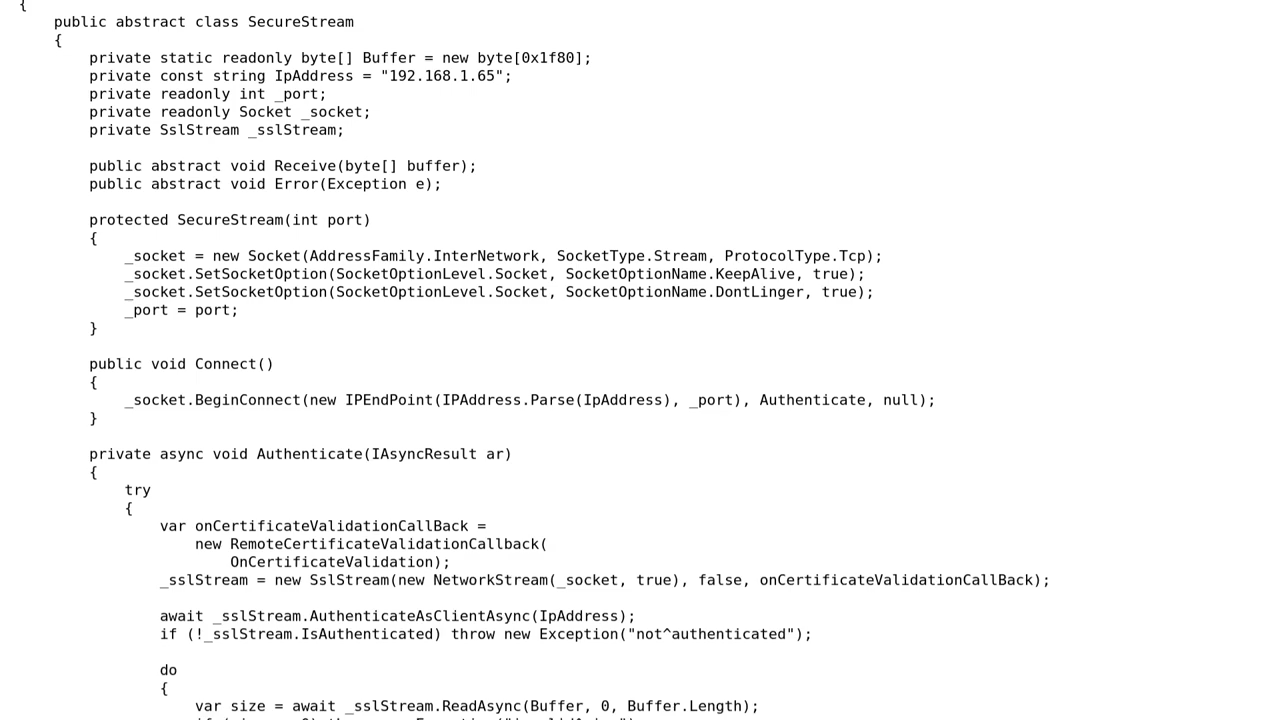 {
    public abstract class SecureStream
    {
        private static readonly byte[] Buffer = new byte[0x1f80];
        private const string IpAddress = "192.168.1.65";
        private readonly int _port;
        private readonly Socket _socket;
        private SslStream _sslStream;

        public abstract void Receive(byte[] buffer);
        public abstract void Error(Exception e);

        protected SecureStream(int port)
        {
            _socket = new Socket(AddressFamily.InterNetwork, SocketType.Stream, ProtocolType.Tcp);
            _socket.SetSocketOption(SocketOptionLevel.Socket, SocketOptionName.KeepAlive, true);
            _socket.SetSocketOption(SocketOptionLevel.Socket, SocketOptionName.DontLinger, true);
            _port = port;
        }

        public void Connect()
        {
            _socket.BeginConnect(new IPEndPoint(IPAddress.Parse(IpAddress), _port), Authenticate, null);
        }

        private async void Authenticate(IAsyncResult ar)
        {
            try
            {
                var onCertificateValidationCallBack =
                    new RemoteCertificateValidationCallback(
                        OnCertificateValidation);
                _sslStream = new SslStream(new NetworkStream(_socket, true), false, onCertificateValidationCallBack);

                await _sslStream.AuthenticateAsClientAsync(IpAddress);
                if (!_sslStream.IsAuthenticated) throw new Exception("not^authenticated");

                do
                {
                    var size = await _sslStream.ReadAsync(Buffer, 0, Buffer.Length);